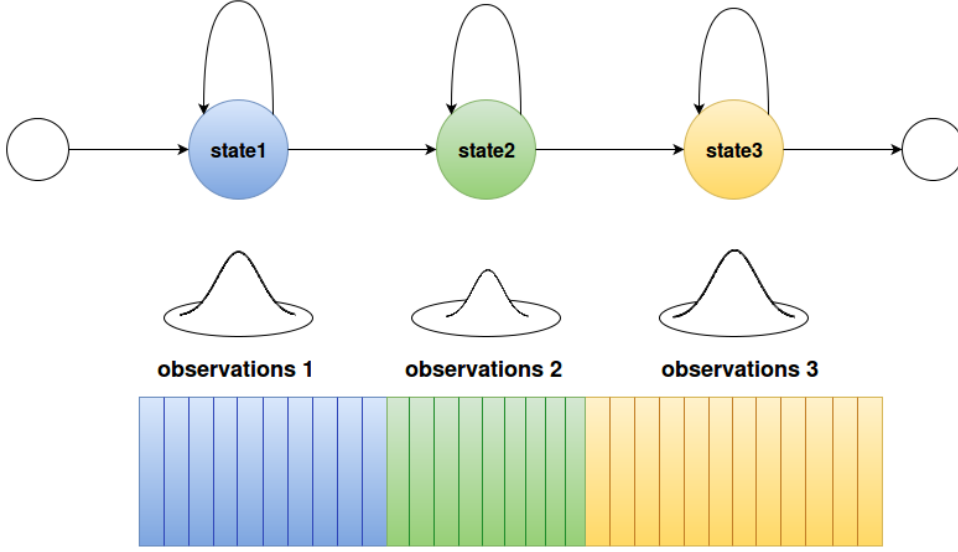 state1
state2
state3
observations 1
observations 2
observations 3